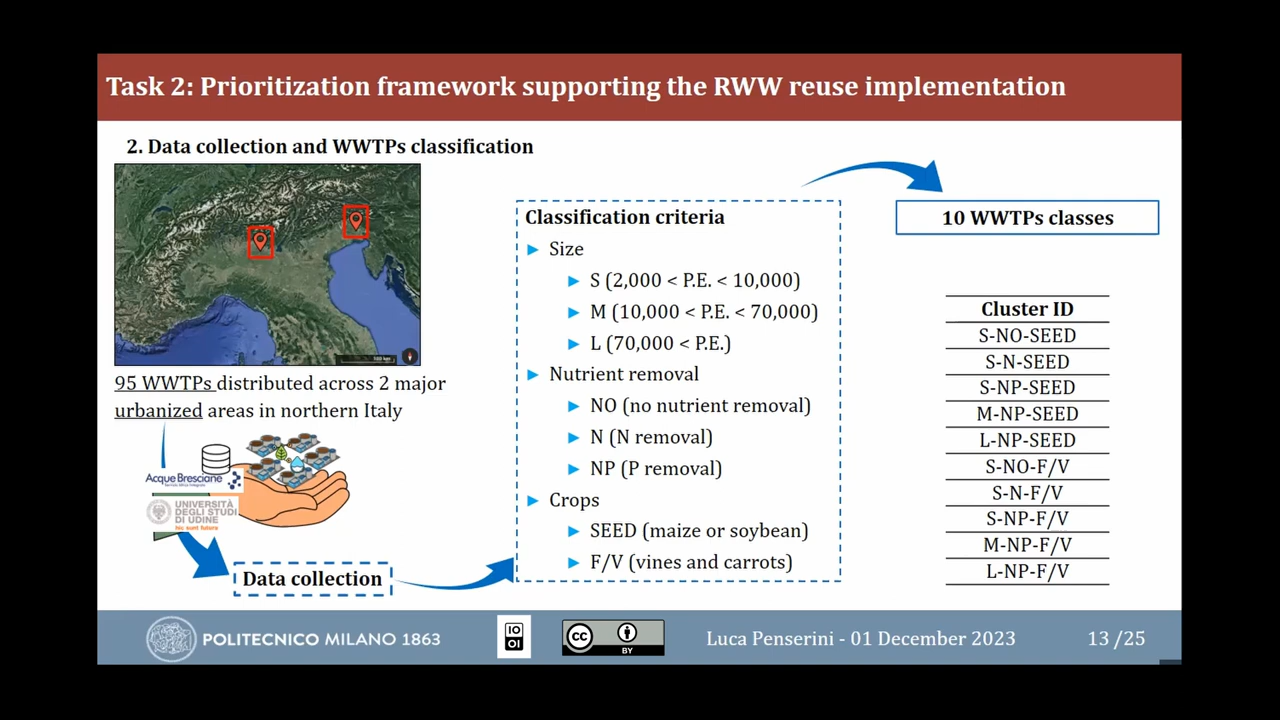 Task 2: Prioritization framework supporting the RWW reuse implementation
2. Data collection and WWTPs classification
95 WWTPs distributed across 2 major
urbanized areas in northern Italy
Acque Bresciane
UNIVERSITÀ
DEGLI STUDI
DI UDINE
hic sunt futura
Data collection
Classification criteria
Size
S (2,000 < P.E. < 10,000)
M (10,000 < P.E. < 70,000)
L (70,000 < P.E.)
Nutrient removal
NO (no nutrient removal)
N (N removal)
NP (P removal)
Crops
SEED (maize or soybean)
F/V (vines and carrots)
10 WWTPs classes
Cluster ID
S-NO-SEED
S-N-SEED
S-NP-SEED
M-NP-SEED
L-NP-SEED
S-NO-F/V
S-N-F/V
S-NP-F/V
M-NP-F/V
L-NP-F/V
POLITECNICO MILANO 1863
IO
OI
CC
BY
Luca Penserini - 01 December 2023
13 /25